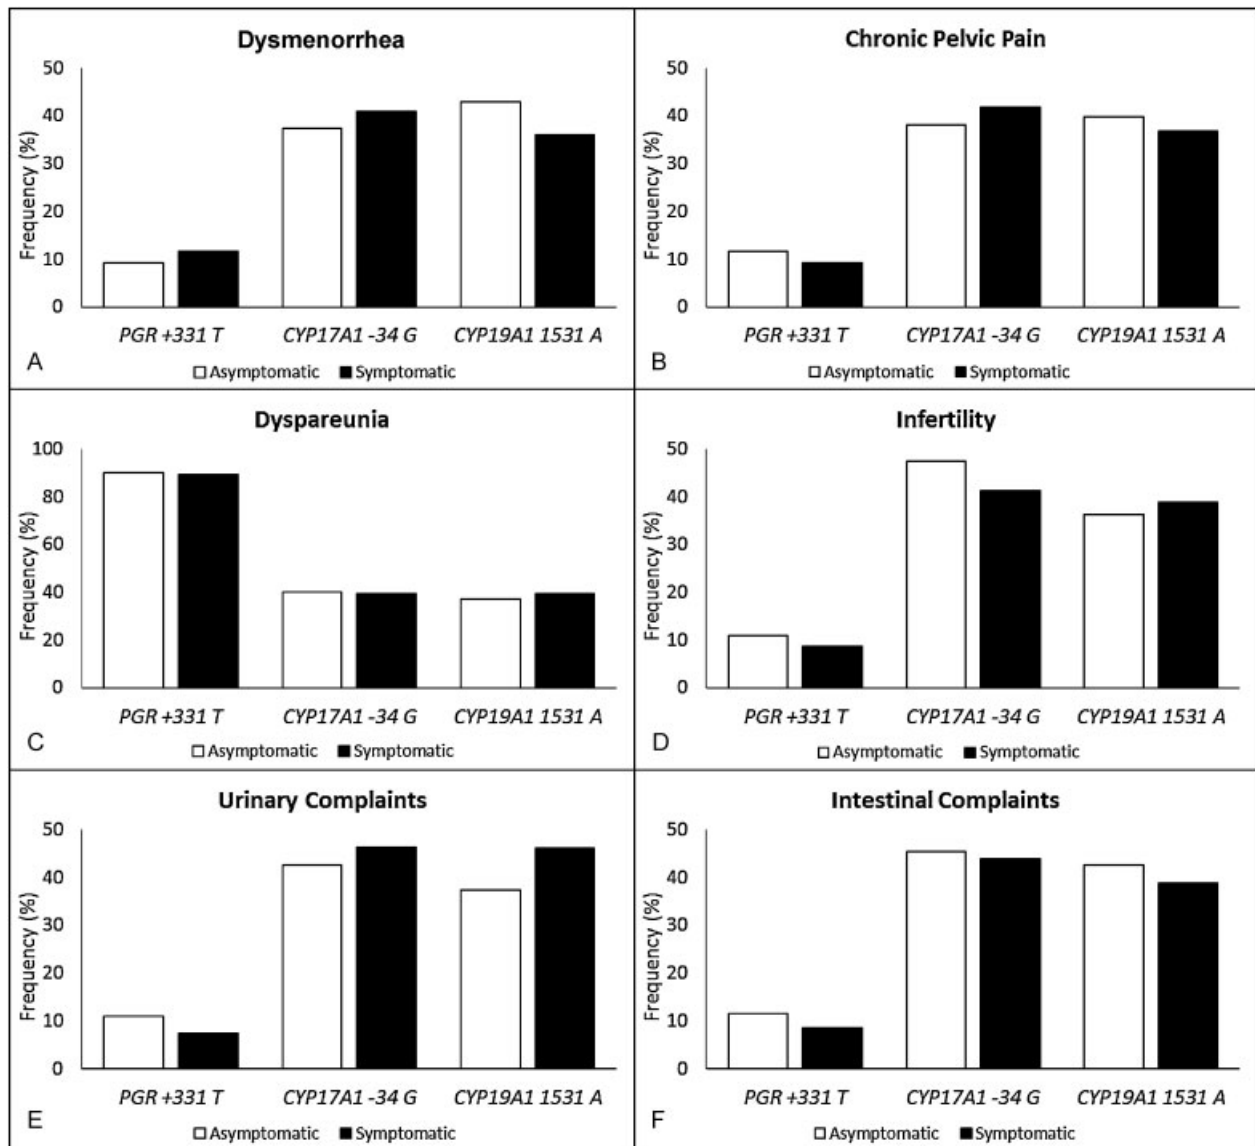 Dysmenorrhea
50
40
30
20
10
0
Frequency (%)
PGR +331 T CYP17A1 -34 G CYP19A1 1531 A
A
Asymptomatic Symptomatic
Chronic Pelvic Pain
50
40
30
20
10
0
Frequency (%)
PGR +331 T CYP17A1 -34 G CYP19A1 1531 A
B
Asymptomatic Symptomatic
Dyspareunia
100
80
60
40
20
0
Frequency (%)
PGR +331 T CYP17A1 -34 G CYP19A1 1531 A
C
Asymptomatic Symptomatic
Infertility
50
40
30
20
10
0
Frequency (%)
PGR +331 T CYP17A1 -34 G CYP19A1 1531 A
D
Asymptomatic Symptomatic
Urinary Complaints
50
40
30
20
10
0
Frequency (%)
PGR +331 T CYP17A1 -34 G CYP19A1 1531 A
E
Asymptomatic Symptomatic
Intestinal Complaints
50
40
30
20
10
0
Frequency (%)
PGR +331 T CYP17A1 -34 G CYP19A1 1531 A
F
Asymptomatic Symptomatic